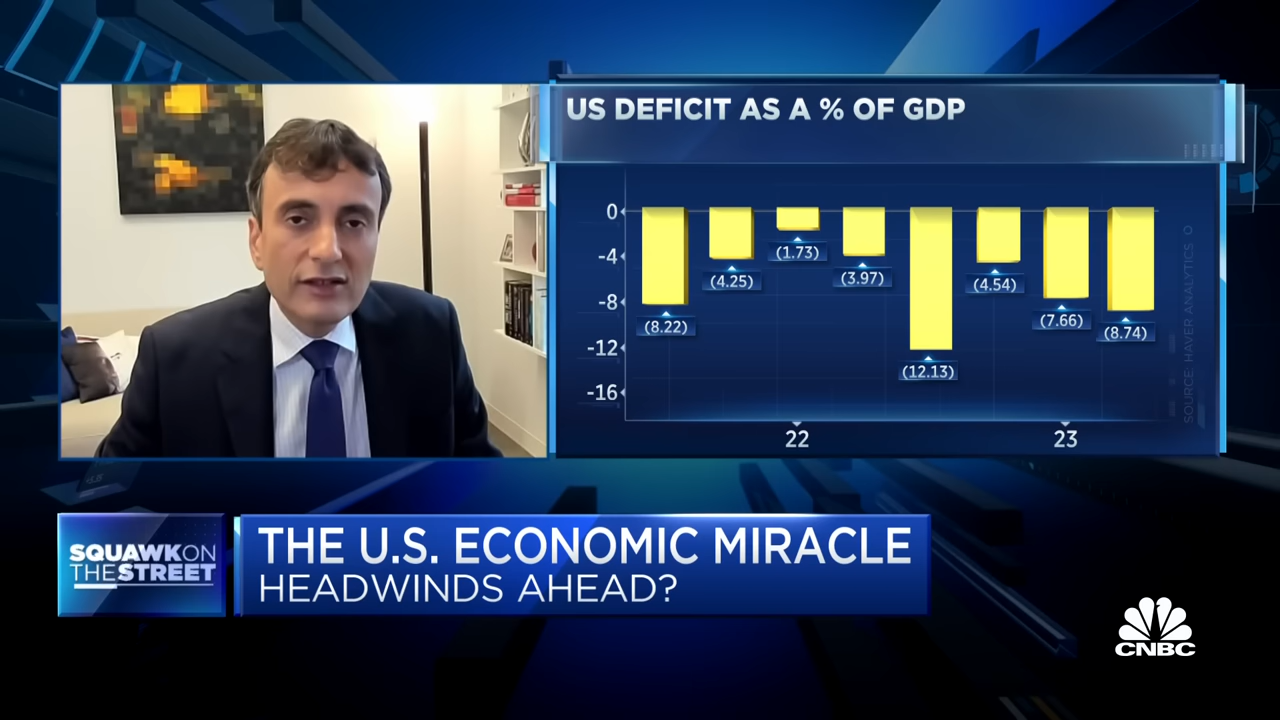 US DEFICIT AS A % OF GDP
0
-4
-8
-12
-16
(8.22)
(4.25)
(1.73)
(3.97)
(12.13)
(4.54)
(7.66)
(8.74)
22
23
SOURCE: HAVER ANALYTICS
SQUAWK ON
THE STREET
THE U.S. ECONOMIC MIRACLE
HEADWINDS AHEAD?
CNBC